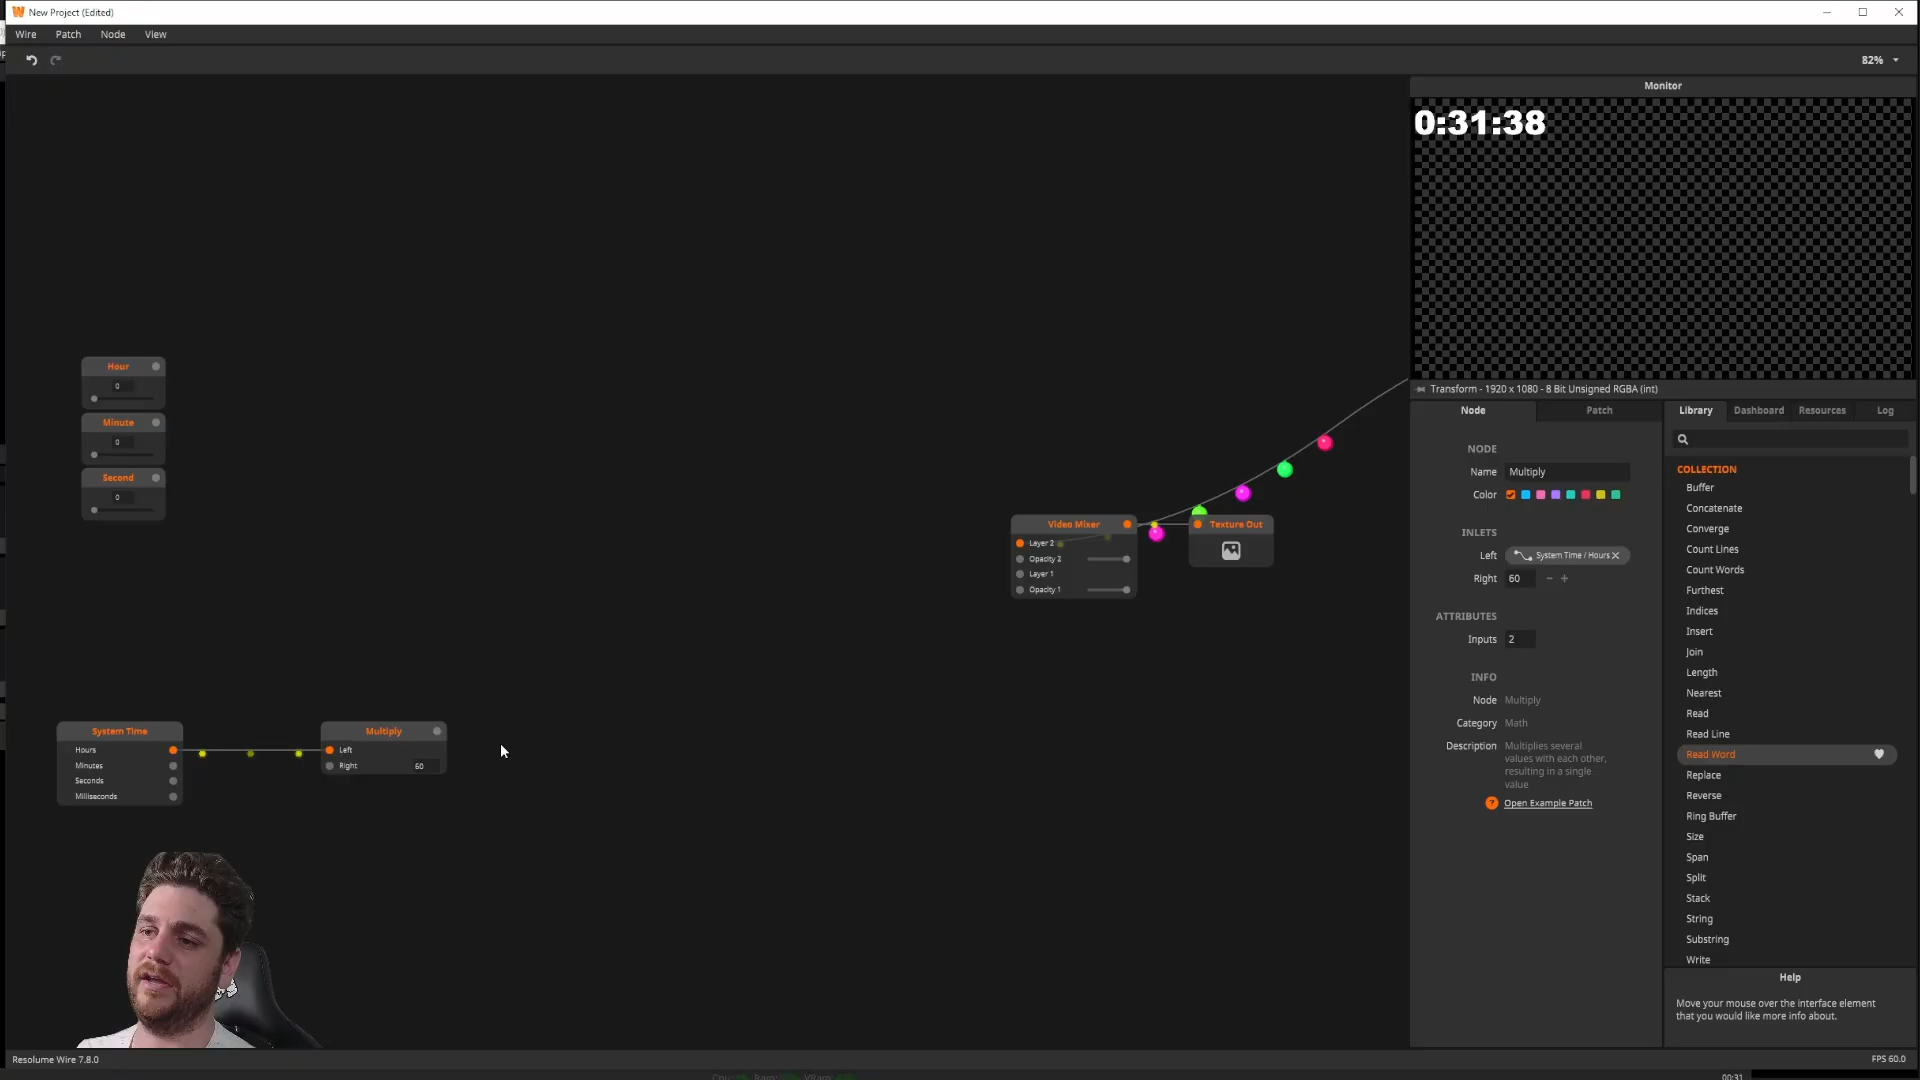 New Project (Edited)
Wire Patch Node View
82%
Monitor
0:31:38
Hour
0
Minute
0
Second
0
Transform - 1920 x 1080 - 8 Bit Unsigned RGBA (int)
Node Patch
Library Dashboard Resources Log
NODE
Name Multiply
Color
INLETS
Left System Time / Hours
Right 60
ATTRIBUTES
Inputs 2
INFO
Node Multiply
Category Math
Description Multiplies several
values with each other,
resulting in a single
value
? Open Example Patch
COLLECTION
Buffer
Concatenate
Converge
Count Lines
Count Words
Furthest
Indices
Insert
Join
Length
Nearest
Read
Read Line
Read Word
Replace
Reverse
Ring Buffer
Size
Span
Split
Stack
String
Substring
Write
Video Mixer
Layer 2
Opacity 2
Layer 1
Opacity 1
Texture Out
System Time
Hours
Minutes
Seconds
Milliseconds
Multiply
Left
Right 60
Help
Move your mouse over the interface element
that you would like more info about.
Resolume Wire 7.8.0
FPS 60.0
00:31